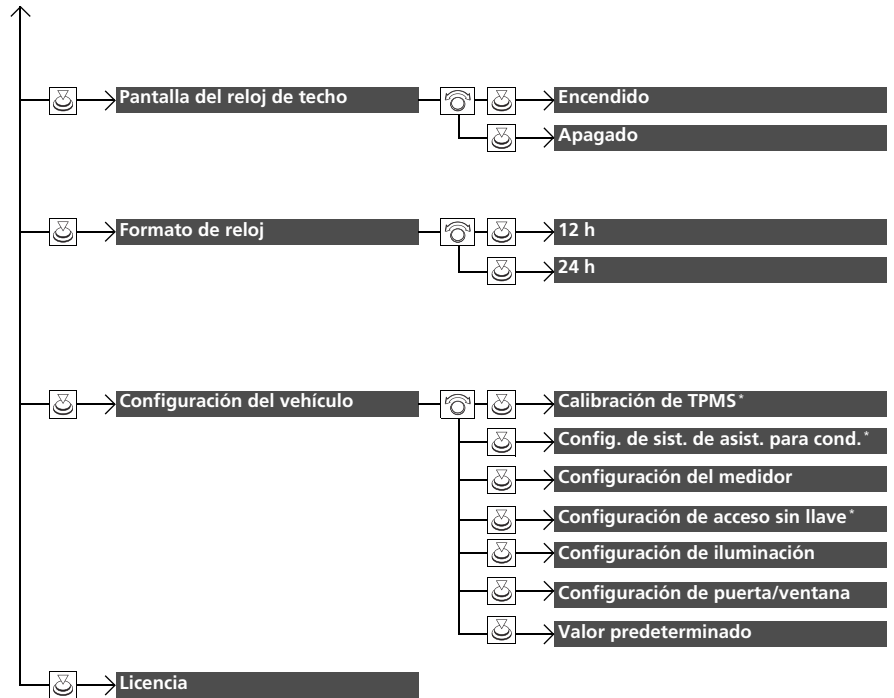 Pantalla del reloj de techo
Encendido
Apagado
Formato de reloj
12 h
24 h
Configuración del vehículo
Calibración de TPMS*
Config. de sist. de asist. para cond.*
Configuración del medidor
Configuración de acceso sin llave*
Configuración de iluminación
Configuración de puerta/ventana
Valor predeterminado
Licencia